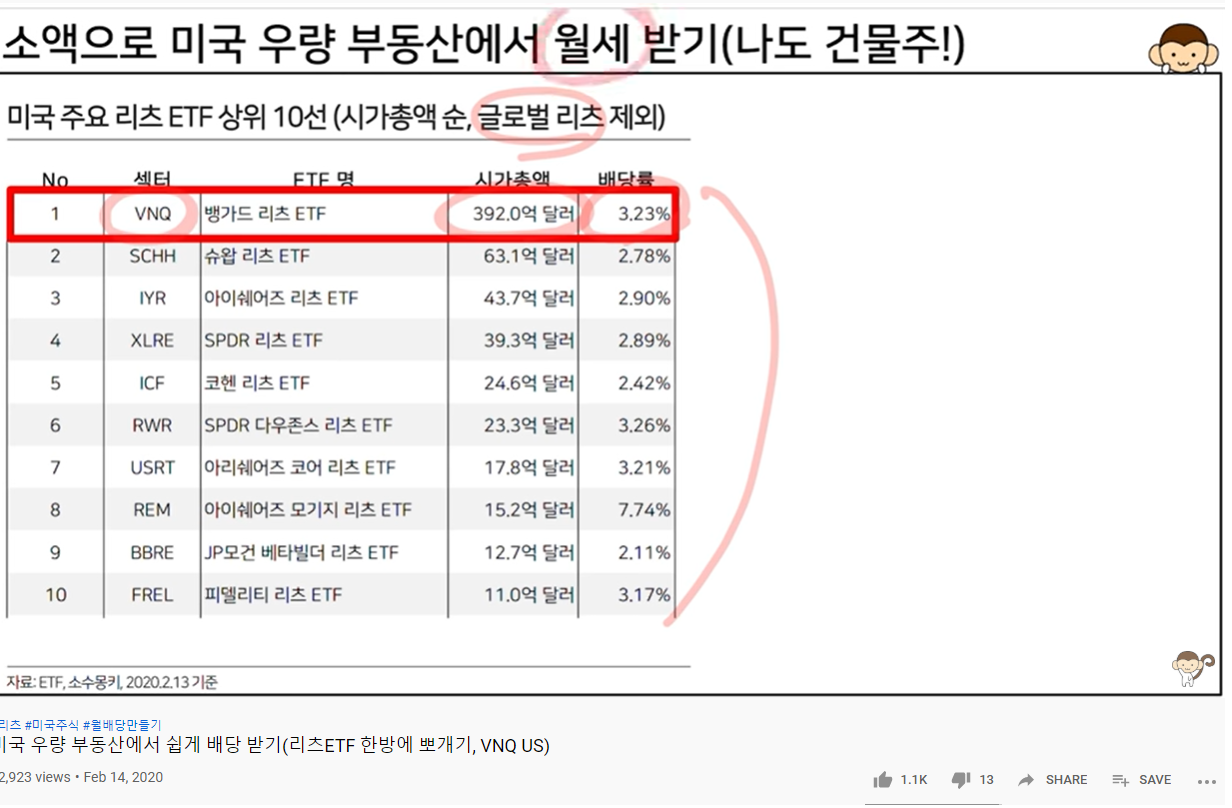 소액으로 미국 우량 부동산에서 월세 받기(나도 건물주!)
미국 주요 리츠 ETF 상위 10선 (시가총액 순, 글로벌 리츠 제외)
No 섹터 ETF 명 시가총액 배당률
1 VNQ 뱅가드 리츠 ETF 392.0억 달러 3.23%
2 SCHH 슈왑 리츠 ETF 63.1억 달러 2.78%
3 IYR 아이쉐어즈 리츠 ETF 43.7억 달러 2.90%
4 XLRE SPDR 리츠 ETF 39.3억 달러 2.89%
5 ICF 코헨 리츠 ETF 24.6억 달러 2.42%
6 RWR SPDR 다우존스 리츠 ETF 23.3억 달러 3.26%
7 USRT 아리쉐어즈 코어 리츠 ETF 17.8억 달러 3.21%
8 REM 아이쉐어즈 모기지 리츠 ETF 15.2억 달러 7.74%
9 BBRE JP모건 베타빌더 리츠 ETF 12.7억 달러 2.11%
10 FREL 피델리티 리츠 ETF 11.0억 달러 3.17%
자료: ETF, 소수몽키, 2020.2.13 기준
리츠 #미국주식 #월배당만들기
미국 우량 부동산에서 쉽게 배당 받기(리츠ETF 한방에 뽀개기, VNQ US)
2,923 views • Feb 14, 2020
1.1K 13 SHARE SAVE